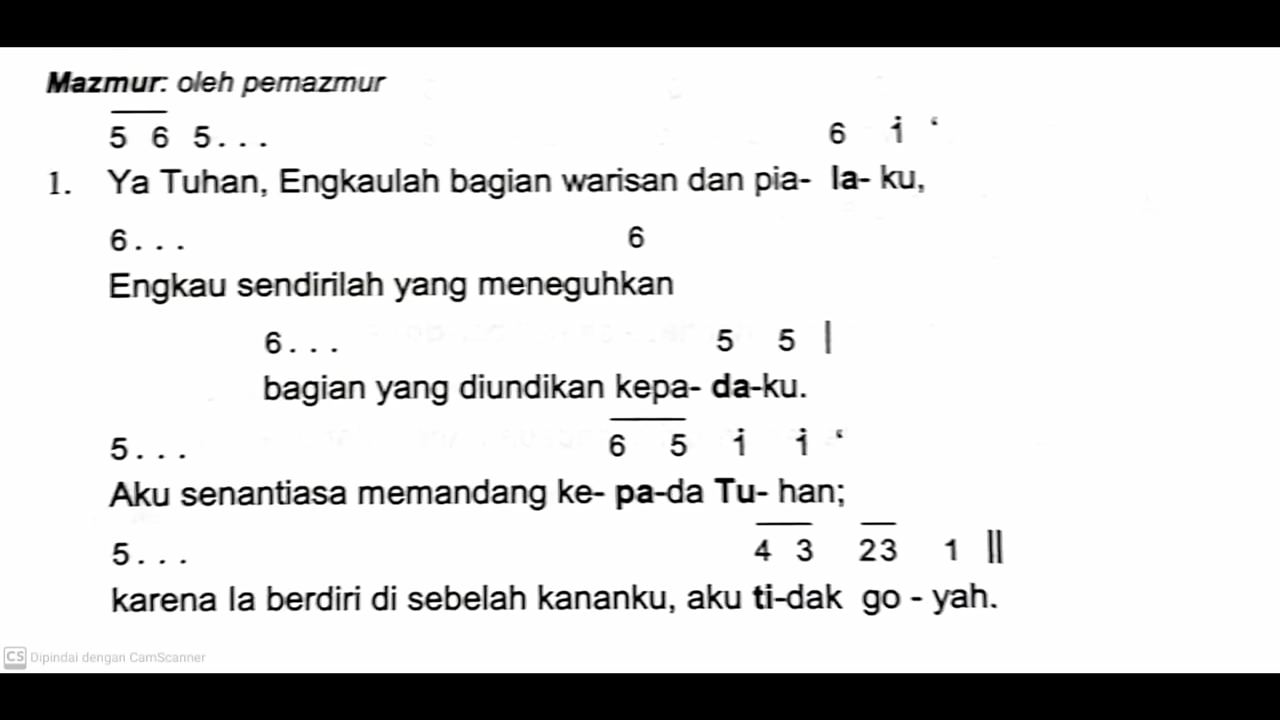 Mazmur: oleh pemazmur
5 6 5... 6 i̇ ‘
1. Ya Tuhan, Engkaulah bagian warisan dan pia- la- ku,
6... 6
Engkau sendirilah yang meneguhkan
6... 5 5 |
bagian yang diundikan kepa- da-ku.
5... 6 5 i̇ i̇ ‘
Aku senantiasa memandang ke- pa-da Tu- han;
5... 4 3 23 1 ||
karena Ia berdiri di sebelah kananku, aku ti-dak go - yah.
CS Dipindai dengan CamScanner